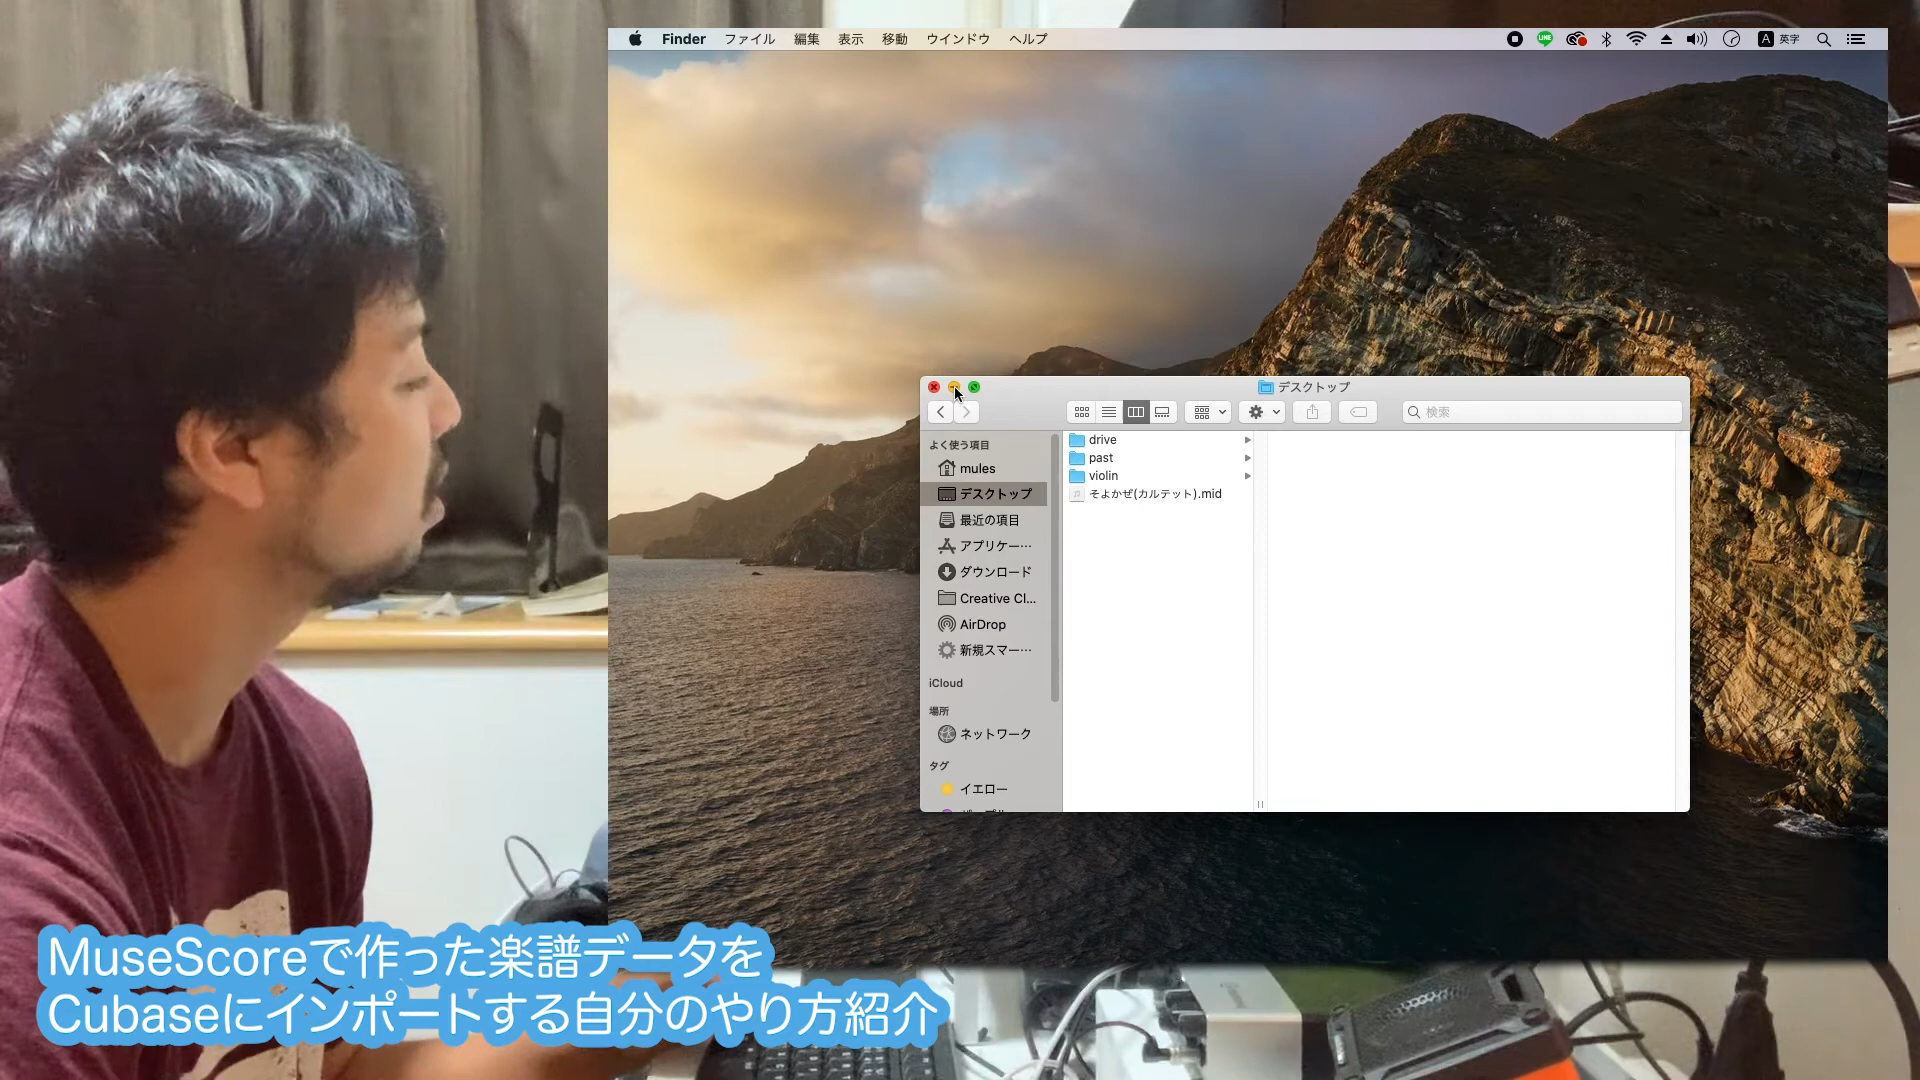 Finder ファイル 編集 表示 移動 ウインドウ ヘルプ
LINE A 英字
デスクトップ
検索
よく使う項目
mules
デスクトップ
最近の項目
アプリケー…
ダウンロード
Creative Cl...
AirDrop
新規スマー…
iCloud
場所
ネットワーク
タグ
イエロー
drive
past
violin
そよかぜ(カルテット).mid
MuseScoreで作った楽譜データを
Cubaseにインポートする自分のやり方紹介